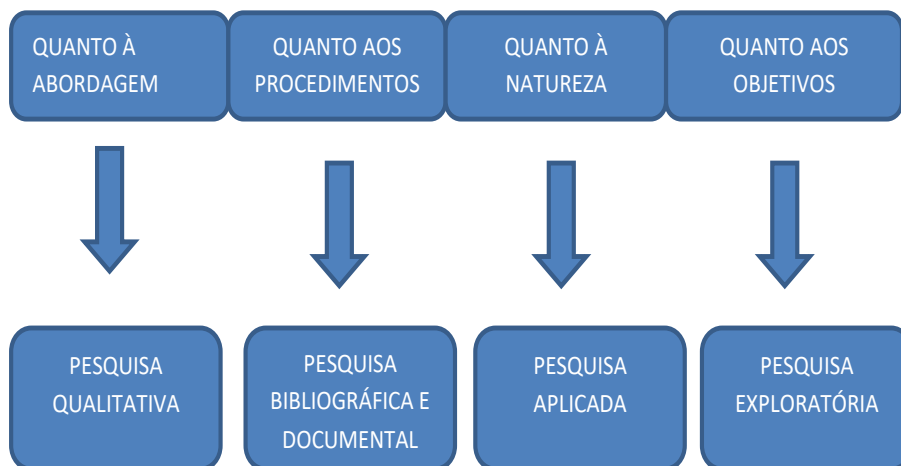 QUANTO À
ABORDAGEM
QUANTO AOS
PROCEDIMENTOS
QUANTO À
NATUREZA
QUANTO AOS
OBJETIVOS
PESQUISA
QUALITATIVA
PESQUISA
BIBLIOGRÁFICA E
DOCUMENTAL
PESQUISA
APLICADA
PESQUISA
EXPLORATÓRIA